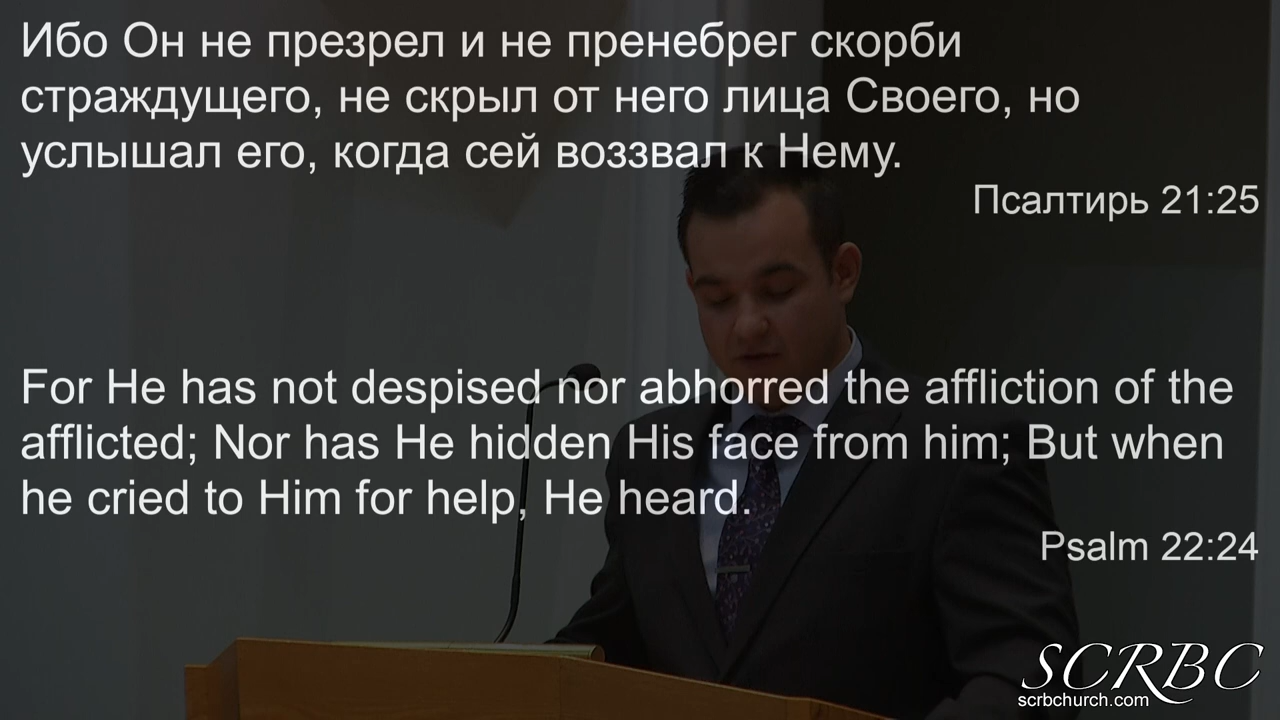 Ибо Он не презрел и не пренебрег скорби
страждущего, не скрыл от него лица Своего, но
услышал его, когда сей воззвал к Нему.
Псалтирь 21:25
For He has not despised nor abhorred the affliction of the
afflicted; Nor has He hidden His face from him; But when
he cried to Him for help, He heard.
Psalm 22:24
SCRBC
scrbchurch.com